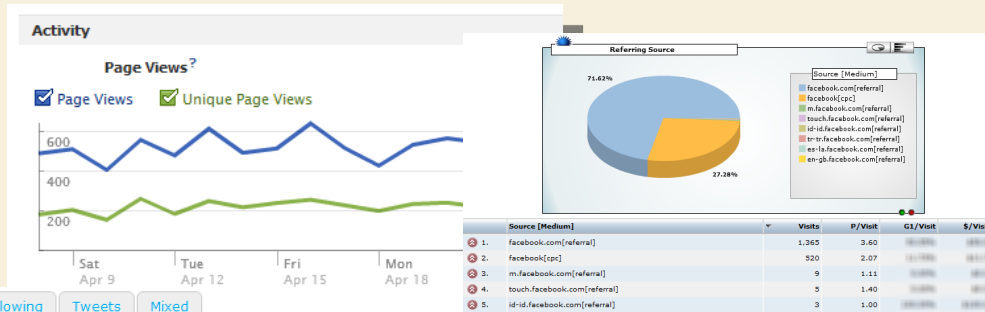 Activity
Page Views?
Page Views Unique Page Views
600
400
200
Sat Tue Fri Mon
Apr 9 Apr 12 Apr 15 Apr 18
lowing Tweets Mixed
Referring Source
71.62%
27.28%
Source [Medium]
facebook.com[referral]
facebook[cpc]
m.facebook.com[referral]
touch.facebook.com[referral]
id-id.facebook.com[referral]
tr-tr.facebook.com[referral]
es-la.facebook.com[referral]
en-gb.facebook.com[referral]
Source [Medium] Visits P/Visit G1/Visit $/Visi
1. facebook.com[referral] 1,365 3.60
2. facebook[cpc] 520 2.07
3. m.facebook.com[referral] 9 1.11
4. touch.facebook.com[referral] 5 1.40
5. id-id.facebook.com[referral] 3 1.00